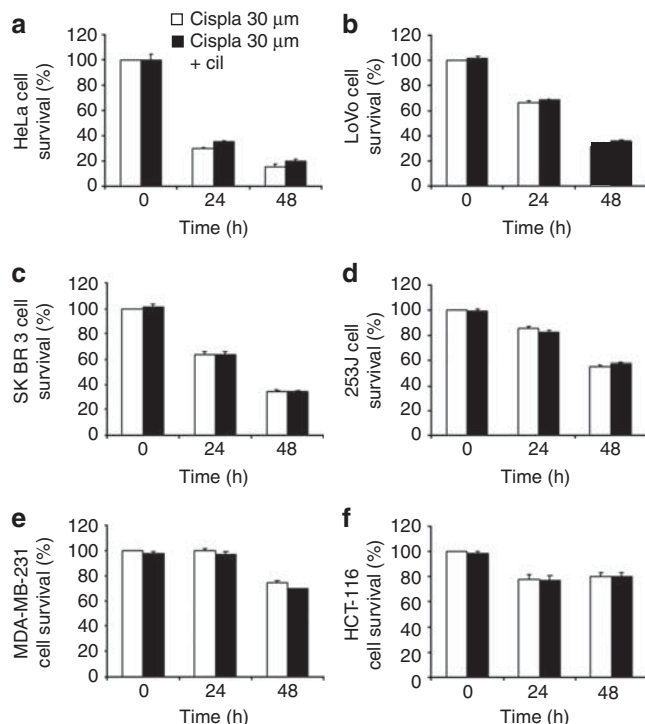 a
Cispla 30 μm
Cispla 30 μm
+ cil
HeLa cell
survival (%)
100
80
60
40
20
0
0 24 48
Time (h)
b
LoVo cell
survival (%)
120
100
80
60
40
20
0
0 24 48
Time (h)
c
SK BR 3 cell
survival (%)
120
100
80
60
40
20
0
0 24 48
Time (h)
d
253J cell
survival (%)
120
100
80
60
40
20
0
0 24 48
Time (h)
e
MDA-MB-231
cell survival (%)
120
100
80
60
40
20
0
0 24 48
Time (h)
f
HCT-116
cell survival (%)
120
100
80
60
40
20
0
0 24 48
Time (h)